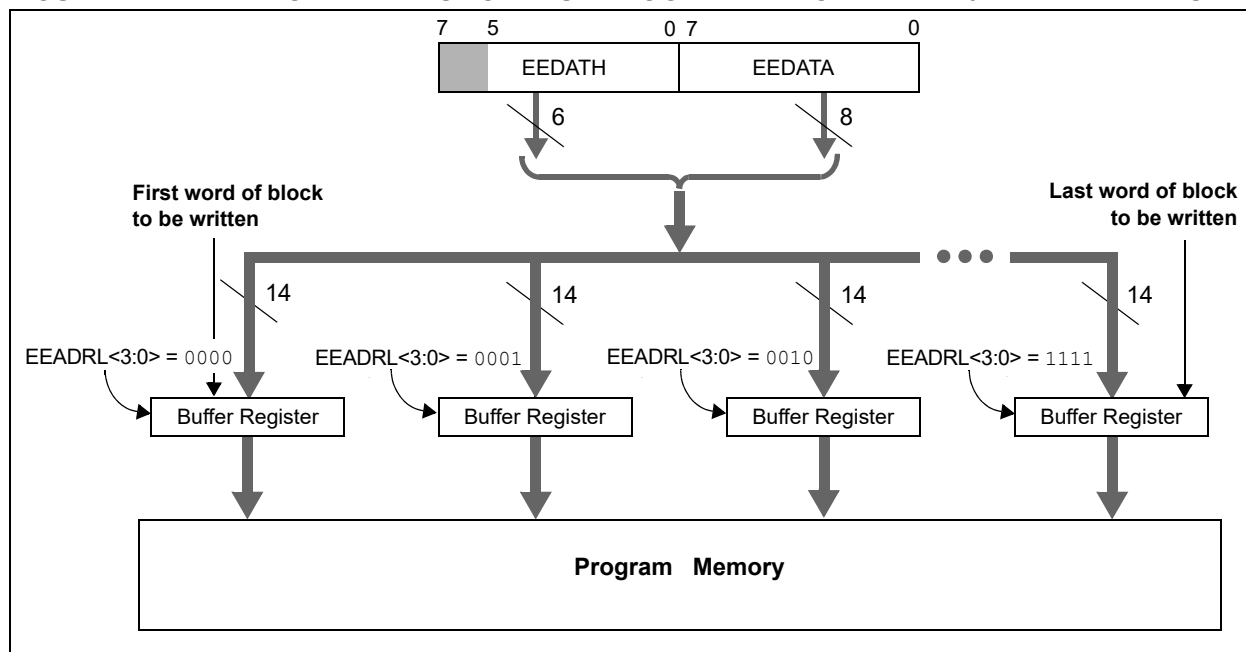 7 5 0 7 0
EEDATH EEDATA
6 8
First word of block
to be written
Last word of block
to be written
14 14 14 14
EEADRL<3:0> = 0000 EEADRL<3:0> = 0001 EEADRL<3:0> = 0010 EEADRL<3:0> = 1111
Buffer Register Buffer Register Buffer Register Buffer Register
Program Memory